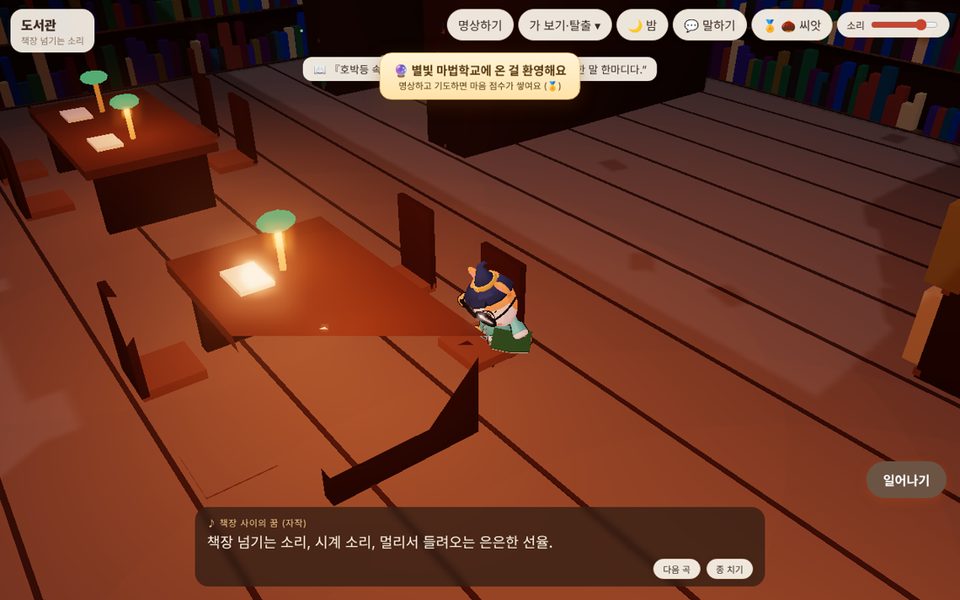 도서관
책장 넘기는 소리
명상하기
가 보기·탈출 ▾
🌙 밤
💬 말하기
🏅 🌰 씨앗
소리
📖 『호박등
🔮 별빛 마법학교에 온 걸 환영해요
명상하고 기도하면 마음 점수가 쌓여요 (🏅)
한 말 한마디다."
일어나기
♪ 책장 사이의 꿈 (자작)
책장 넘기는 소리, 시계 소리, 멀리서 들려오는 은은한 선율.
다음 곡
종 치기